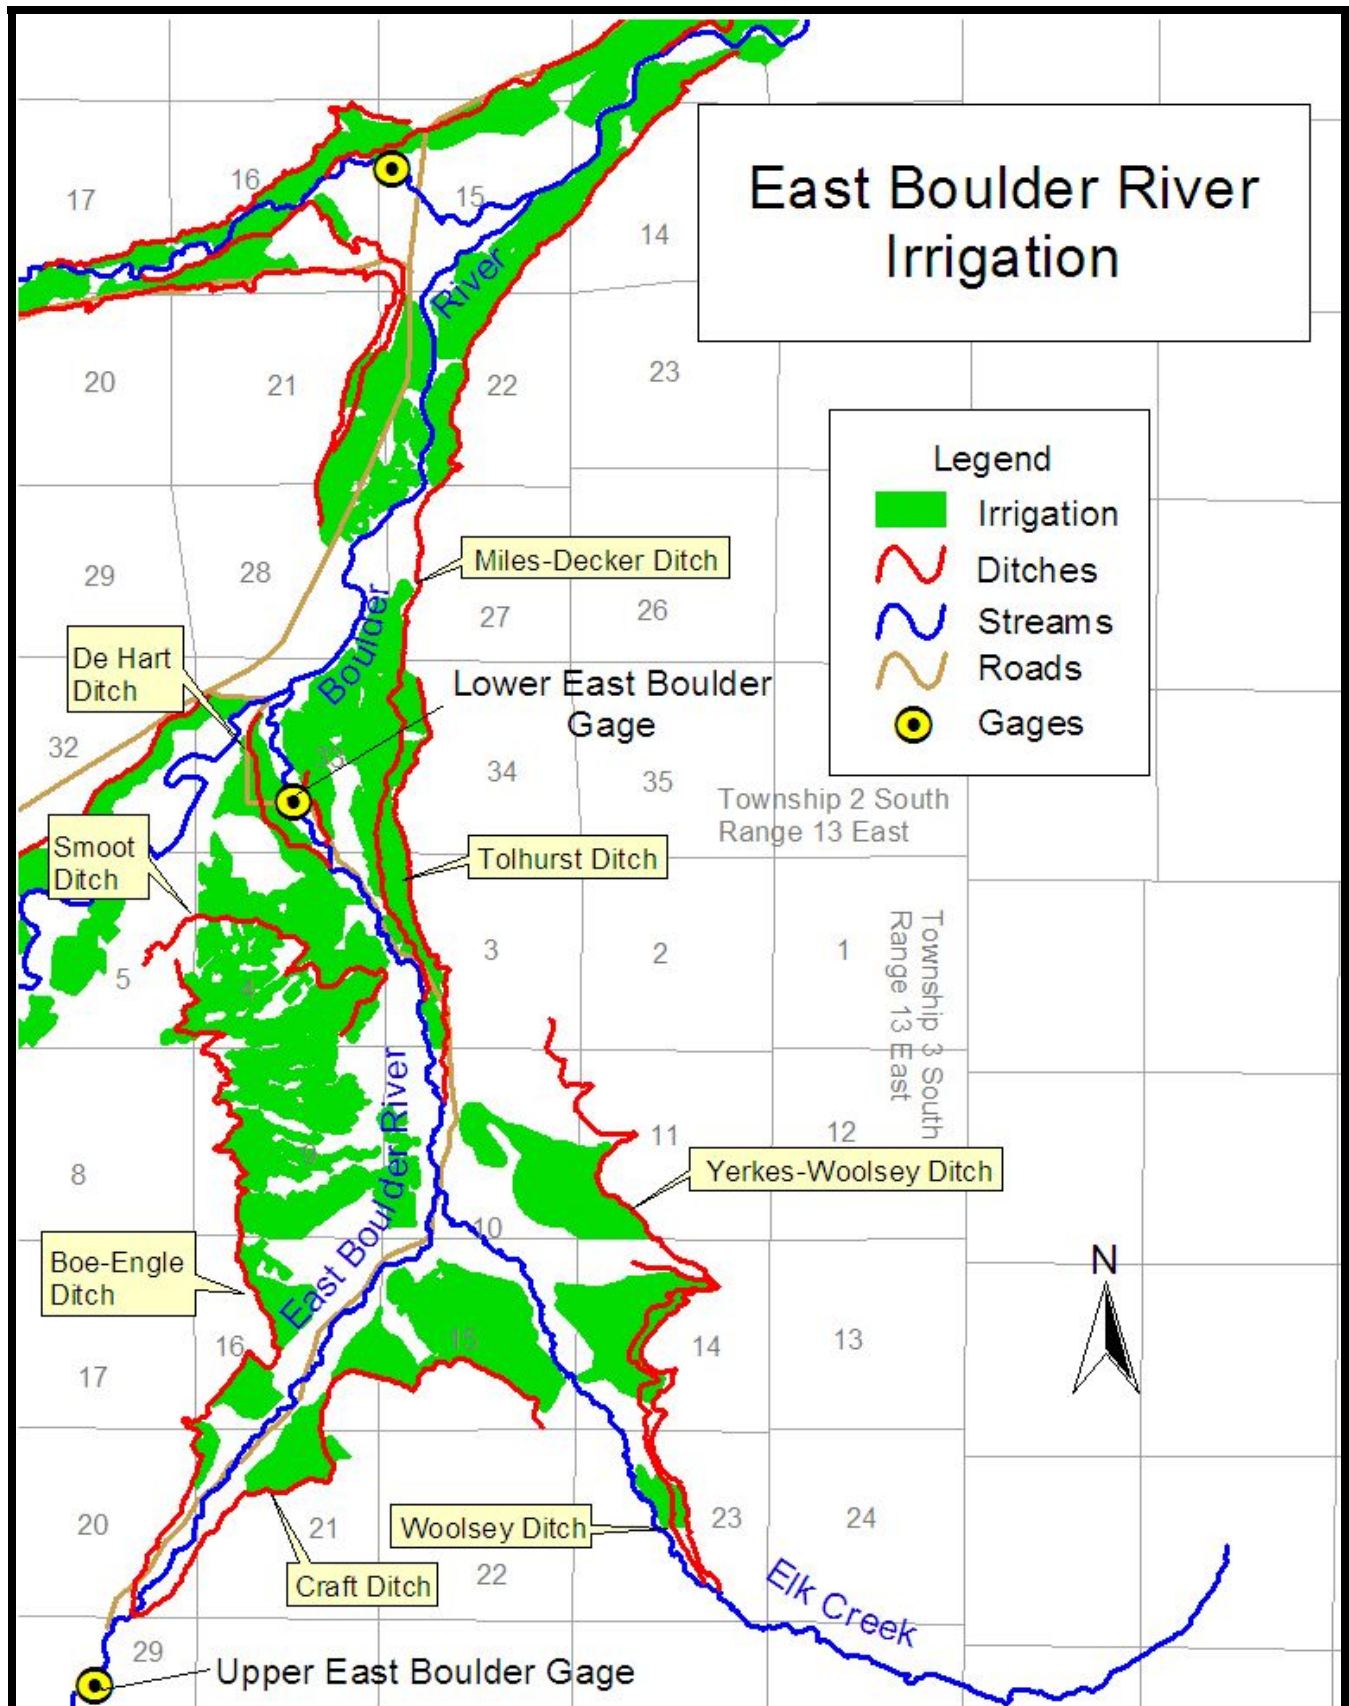 East Boulder River
Irrigation
17
16
15
14
River
20
21
22
23
Legend
Irrigation
Ditches
Streams
Roads
Gages
29
28
Miles-Decker Ditch
27
26
Boulder
De Hart
Ditch
Lower East Boulder
Gage
32
33
34
35
Township 2 South
Range 13 East
Smoot
Ditch
Tolhurst Ditch
5
4
3
2
1
Township 3 South
Range 13 East
8
9
East Boulder River
10
11
12
Yerkes-Woolsey Ditch
Boe-Engle
Ditch
N
17
16
15
14
13
20
21
22
23
24
Woolsey Ditch
Craft Ditch
Elk Creek
29
Upper East Boulder Gage